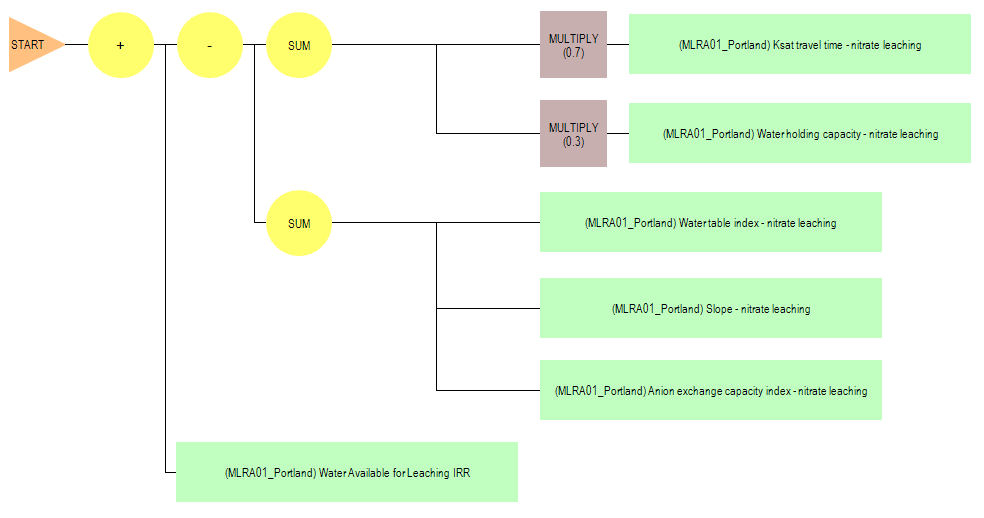 START
+
-
SUM
MULTIPLY
(0.7)
(MLRA01_Portland) Ksat travel time - nitrate leaching
MULTIPLY
(0.3)
(MLRA01_Portland) Water holding capacity - nitrate leaching
SUM
(MLRA01_Portland) Water table index - nitrate leaching
(MLRA01_Portland) Slope - nitrate leaching
(MLRA01_Portland) Anion exchange capacity index - nitrate leaching
(MLRA01_Portland) Water Available for Leaching IRR